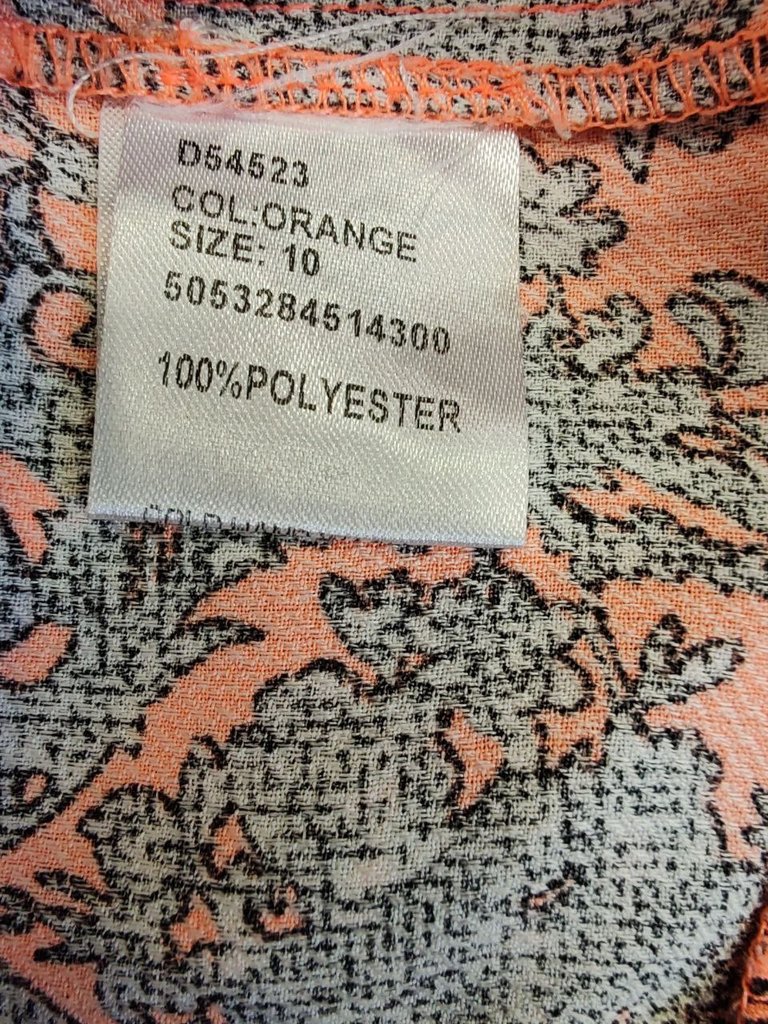 D54523
COL:ORANGE
SIZE: 10
5053284514300
100%POLYESTER